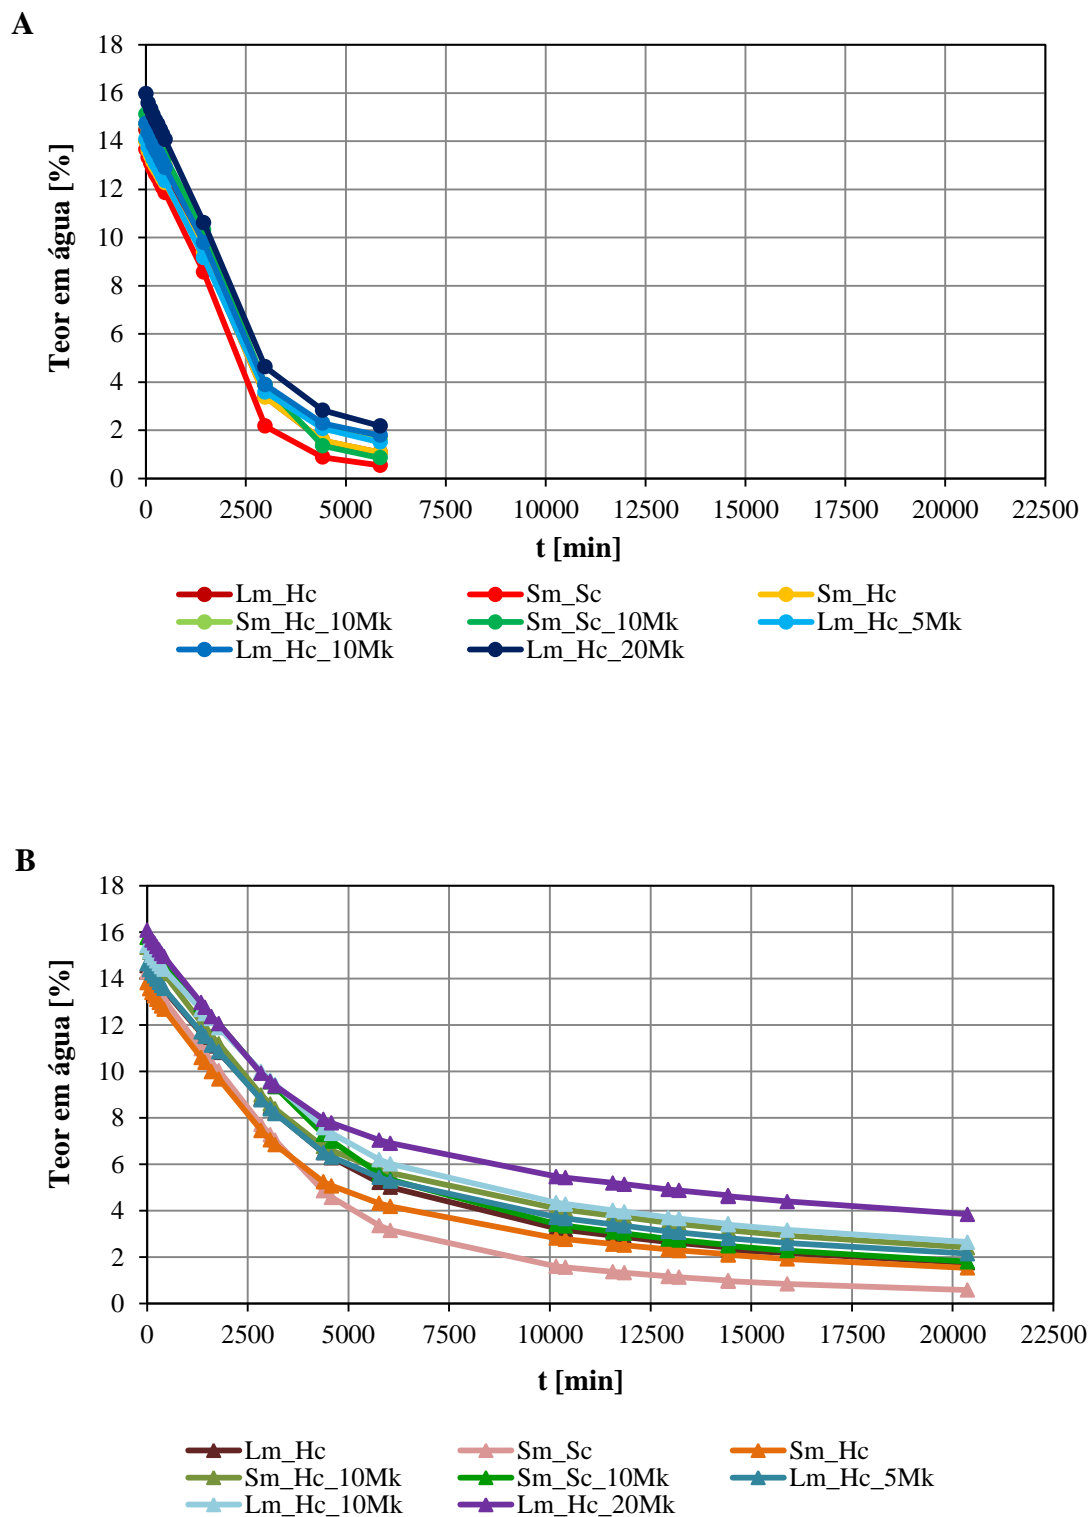 A
18
16
14
12
10
8
6
4
2
0
Teor em água [%]
0 2500 5000 7500 10000 12500 15000 17500 20000 22500
t [min]
Lm_Hc Sm_Sc Sm_Hc
Sm_Hc_10Mk Sm_Sc_10Mk Lm_Hc_5Mk
Lm_Hc_10Mk Lm_Hc_20Mk
B
18
16
14
12
10
8
6
4
2
0
Teor em água [%]
0 2500 5000 7500 10000 12500 15000 17500 20000 22500
t [min]
Lm_Hc Sm_Sc Sm_Hc
Sm_Hc_10Mk Sm_Sc_10Mk Lm_Hc_5Mk
Lm_Hc_10Mk Lm_Hc_20Mk